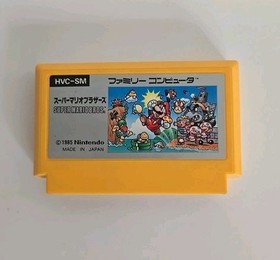 HVC-SM
ファミリー コンピュータ
スーパーマリオブラザーズ
SUPER MARIO BROS.
©1985 Nintendo
MADE IN JAPAN